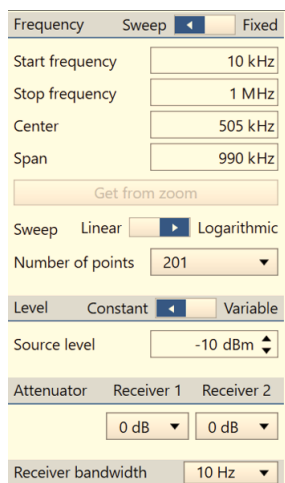 Frequency Sweep Fixed
Start frequency 10 kHz
Stop frequency 1 MHz
Center 505 kHz
Span 990 kHz
Get from zoom
Sweep Linear Logarithmic
Number of points 201
Level Constant Variable
Source level -10 dBm
Attenuator Receiver 1 Receiver 2
0 dB 0 dB
Receiver bandwidth 10 Hz